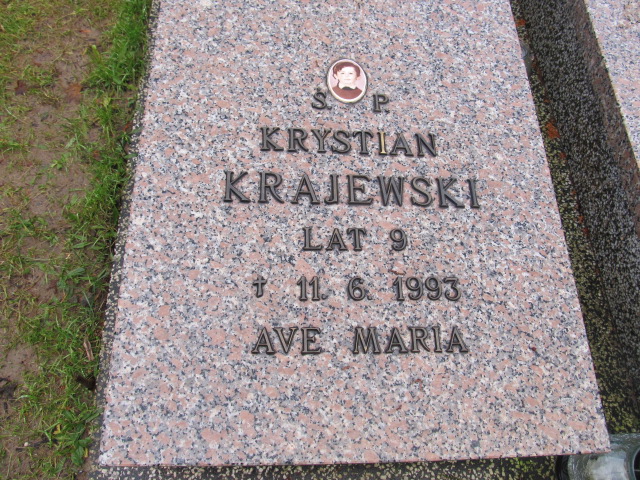 Ś. P.
KRYSTIAN
KRAJEWSKI
LAT 9
† 11. 6. 1993
AVE MARIA